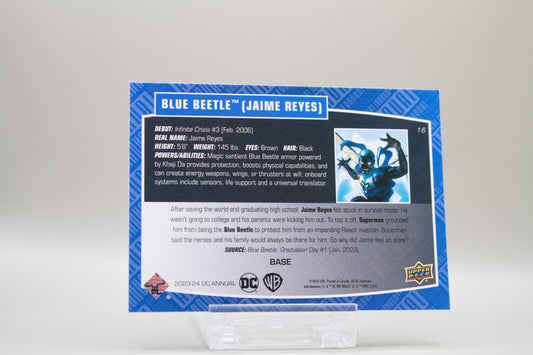 BLUE BEETLE™ (JAIME REYES)
16
DEBUT: Infinite Crisis #3 (Feb. 2006)
REAL NAME: Jaime Reyes
HEIGHT: 5'8" WEIGHT: 145 lbs. EYES: Brown HAIR: Black
POWERS/ABILITIES: Magic sentient Blue Beetle armor powered
by Khaji Da provides protection, boosts physical capabilities, and
can create energy weapons, wings, or thrusters at will; onboard
systems include sensors, life support and a universal translator.
After saving the world and graduating high school, Jaime Reyes felt stuck in survival mode. He
wasn't going to college and his parents were kicking him out. To top it off, Superman grounded
him from being the Blue Beetle to protect him from an impending Reach invasion. Superman
said the heroes and his family would always be there for him. So why did Jaime feel so alone?
SOURCE: Blue Beetle: Graduation Day #1 (Jan. 2023)
BASE
2023-24 DC ANNUAL
DC
WB
UPPER
DECK